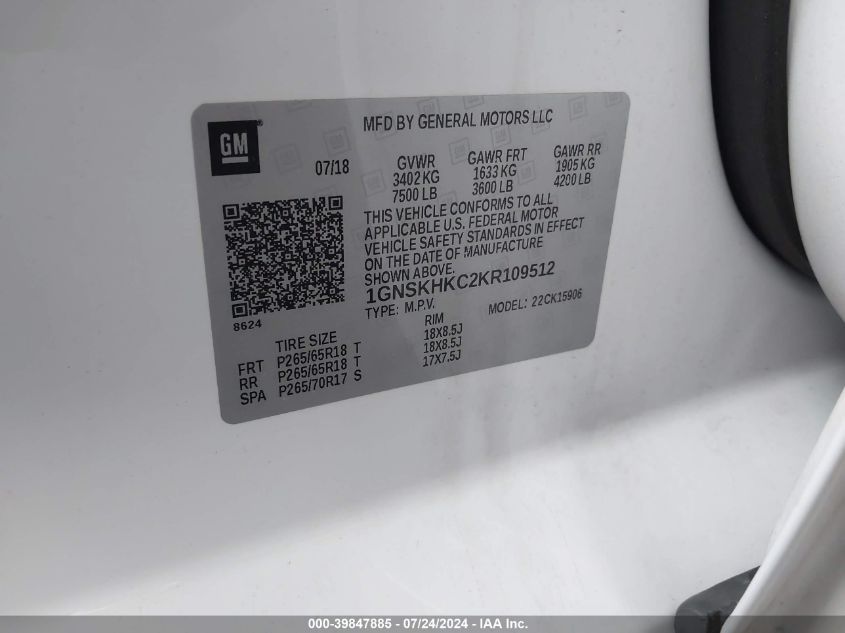 GM
MFD BY GENERAL MOTORS LLC
07/18
GVWR GAWR FRT GAWR RR
3402 KG 1633 KG 1905 KG
7500 LB 3600 LB 4200 LB
THIS VEHICLE CONFORMS TO ALL
APPLICABLE U.S. FEDERAL MOTOR
VEHICLE SAFETY STANDARDS IN EFFECT
ON THE DATE OF MANUFACTURE
SHOWN ABOVE.
1GNSKHKC2KR109512
TYPE: M.P.V. MODEL: 22CK15906
8624
TIRE SIZE RIM
FRT P265/65R18 T 18X8.5J
RR P265/65R18 T 18X8.5J
SPA P265/70R17 S 17X7.5J
000-39847885 / 07/24/2024 - IAA Inc.